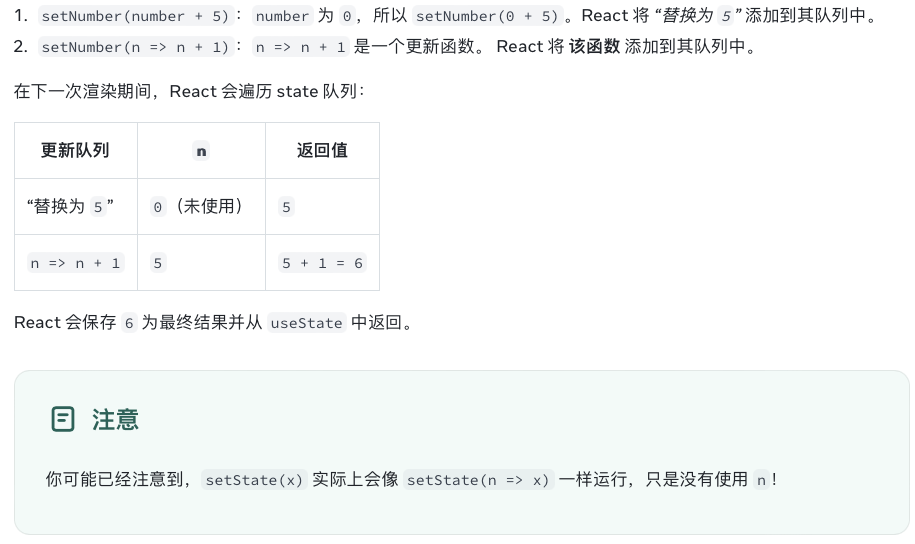 1. setNumber(number + 5)：number 为 0，所以 setNumber(0 + 5)。React 将 “替换为 5” 添加到其队列中。
2. setNumber(n => n + 1)：n => n + 1 是一个更新函数。 React 将 该函数 添加到其队列中。
在下一次渲染期间，React 会遍历 state 队列：
更新队列 n 返回值
“替换为 5” 0（未使用） 5
n => n + 1 5 5 + 1 = 6
React 会保存 6 为最终结果并从 useState 中返回。
注意
你可能已经注意到，setState(x) 实际上会像 setState(n => x) 一样运行，只是没有使用 n！